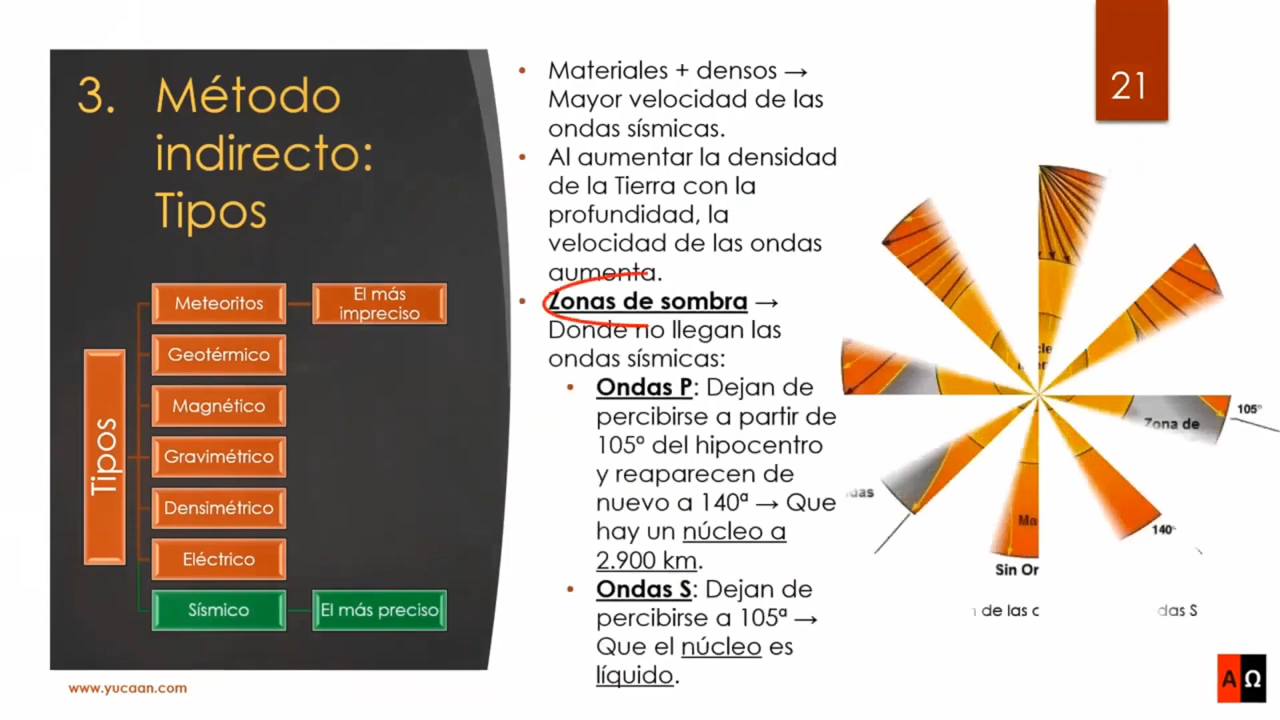 3. Método
indirecto:
Tipos
Tipos
Meteoritos
El más
impreciso
Geotérmico
Magnético
Gravimétrico
Densimétrico
Eléctrico
Sísmico
El más preciso
www.yucaan.com
• Materiales + densos →
Mayor velocidad de las
ondas sísmicas.
• Al aumentar la densidad
de la Tierra con la
profundidad, la
velocidad de las ondas
aumenta.
• Zonas de sombra →
Donde no llegan las
ondas sísmicas:
• Ondas P: Dejan de
percibirse a partir de
105º del hipocentro
y reaparecen de
nuevo a 140ª → Que
hay un núcleo a
2.900 km.
• Ondas S: Dejan de
percibirse a 105ª →
Que el núcleo es
líquido.
21
105°
Zona de
140°
Sin Or
de las
das S
ΑΩ